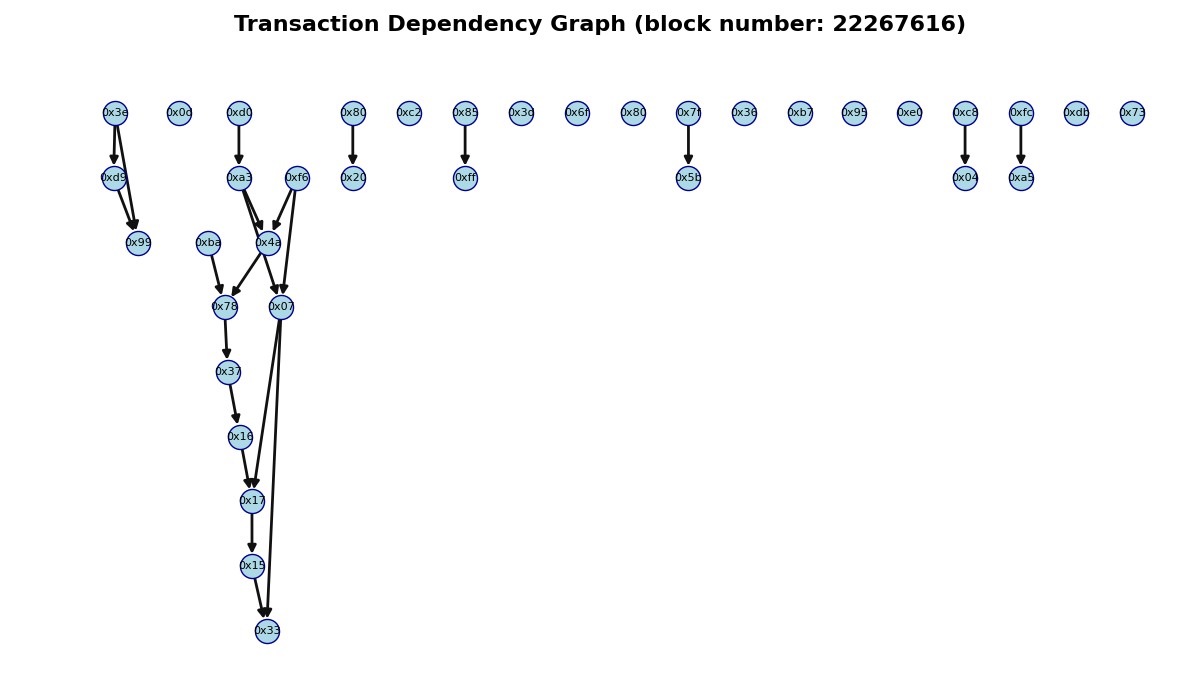 Transaction Dependency Graph (block number: 22267616)
0x3e 0x0d 0xd0 0x80 0xc2 0x85 0x3d 0x6f 0x80 0x7f 0x36 0xb7 0x95 0xe0 0xc8 0xfc 0xdb 0x73
0xd9 0xa3 0xf6 0x20 0xff 0x5b 0x04 0xa5
0x99 0xba 0x4a
0x78 0x07
0x37
0x16
0x17
0x15
0x33